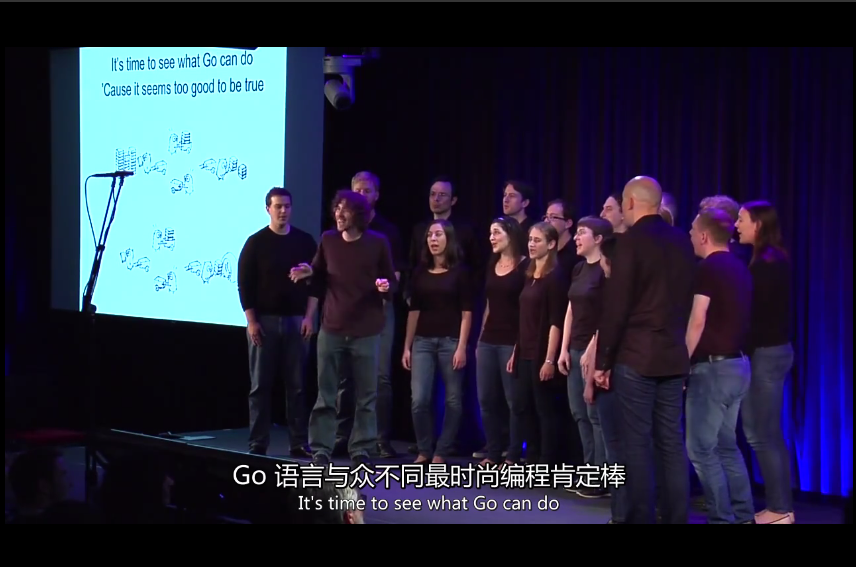 It's time to see what Go can do
'Cause it seems too good to be true
Go 语言与众不同最时尚编程肯定棒
It's time to see what Go can do